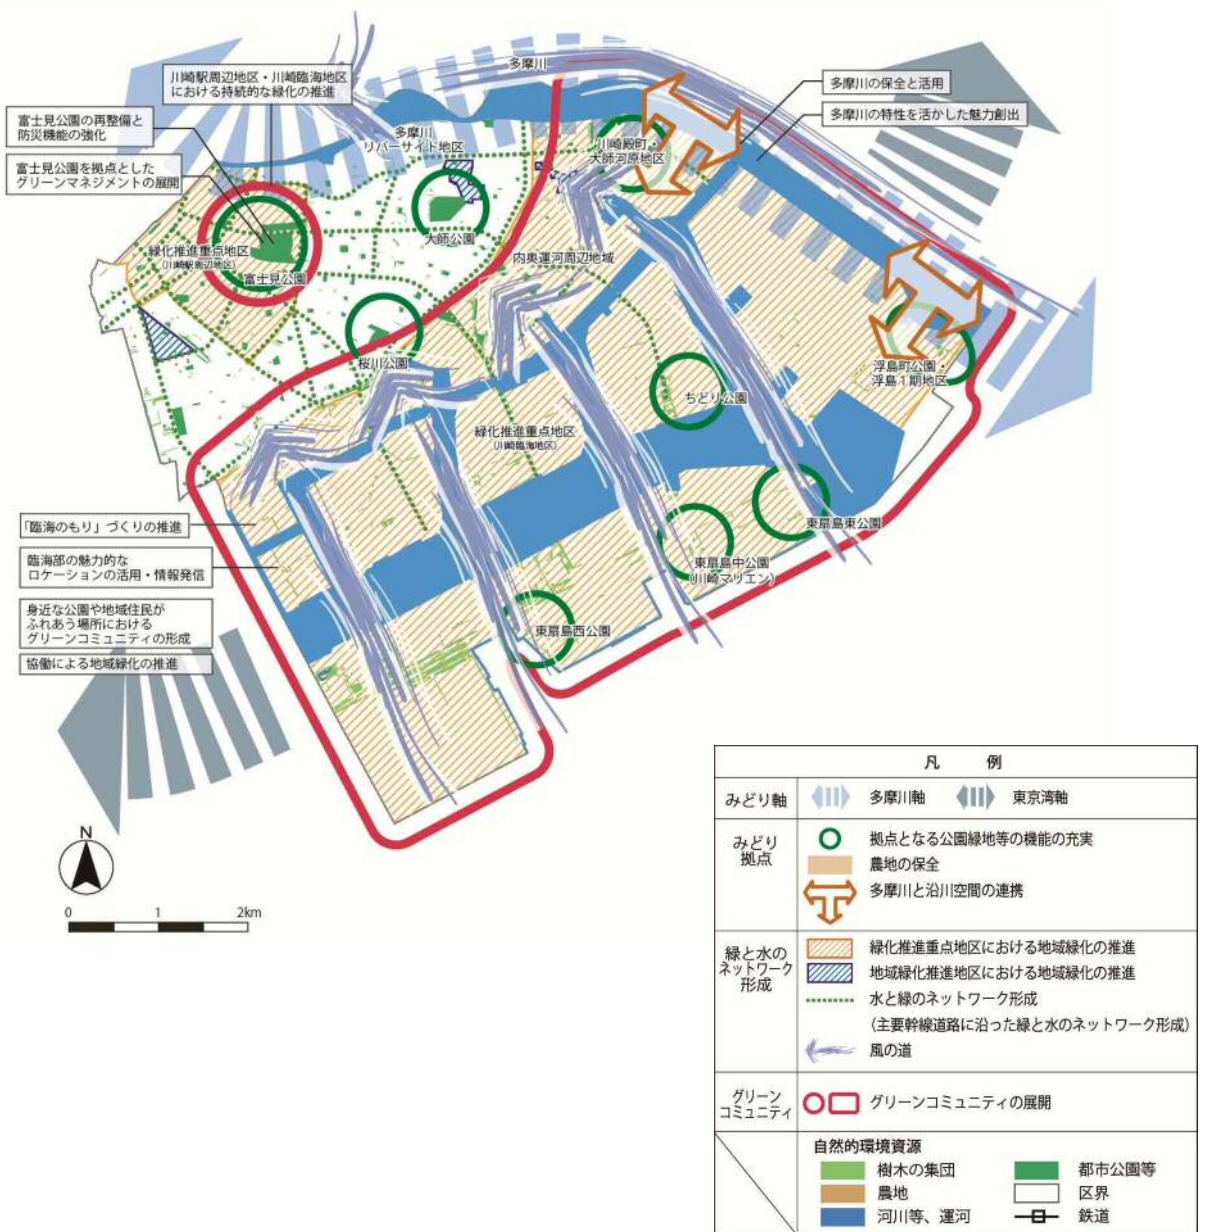 多摩川
川崎駅周辺地区・川崎臨海地区
における持続的な緑化の推進
多摩川の保全と活用
多摩川の特性を活かした魅力創出
富士見公園の再整備と
防災機能の強化
富士見公園を拠点とした
グリーンマネジメントの展開
多摩川
リバーサイド地区
川崎殿町・
大師河原地区
大師公園
緑化推進重点地区
(川崎駅周辺地区)
富士見公園
内奥運河周辺地域
桜川公園
浮島町公園・
浮島1期地区
ちどり公園
緑化推進重点地区
(川崎臨海地区)
「臨海のもり」づくりの推進
臨海部の魅力的な
ロケーションの活用・情報発信
身近な公園や地域住民が
ふれあう場所における
グリーンコミュニティの形成
協働による地域緑化の推進
東扇島東公園
東扇島中公園
(川崎マリエン)
東扇島西公園
N
0 1 2km
凡 例
みどり軸
多摩川軸 東京湾軸
みどり
拠点
拠点となる公園緑地等の機能の充実
農地の保全
多摩川と沿川空間の連携
緑と水の
ネットワーク
形成
緑化推進重点地区における地域緑化の推進
地域緑化推進地区における地域緑化の推進
水と緑のネットワーク形成
(主要幹線道路に沿った緑と水のネットワーク形成)
風の道
グリーン
コミュニティ
グリーンコミュニティの展開
自然的環境資源
樹木の集団 都市公園等
農地 区界
河川等、運河 鉄道